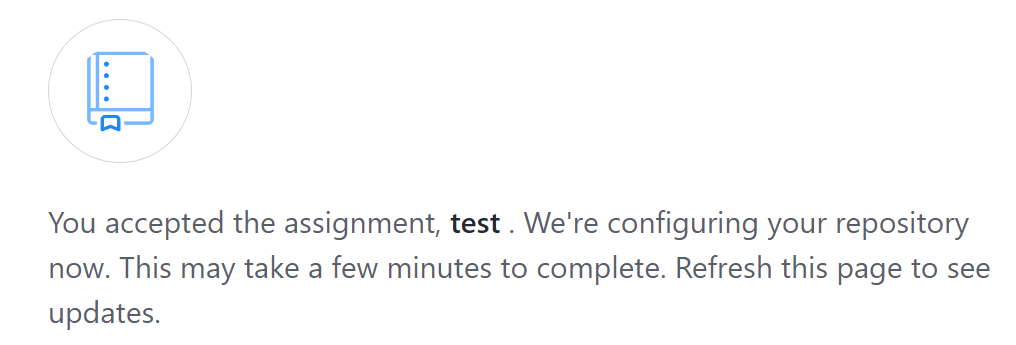 You accepted the assignment, test . We're configuring your repository
now. This may take a few minutes to complete. Refresh this page to see
updates.